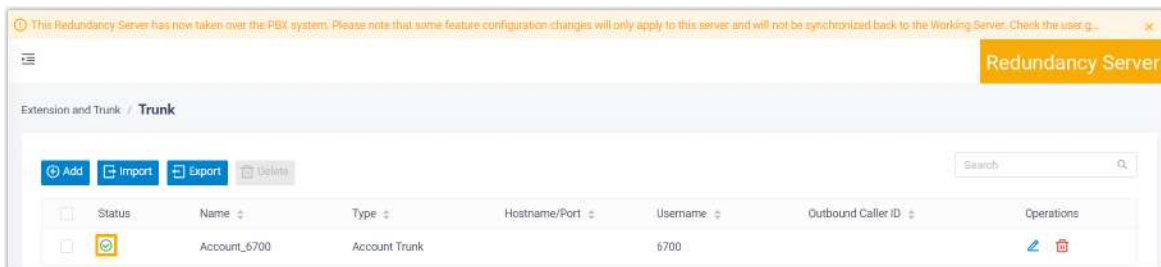 This Redundancy Server has now taken over the PBX system. Please note that some feature configuration changes will only apply to this server and will not be synchronized back to the Working Server. Check the user g...
Redundancy Server
Extension and Trunk / Trunk
Add Import Export Delete Search
Status Name Type Hostname/Port Username Outbound Caller ID Operations
Account_6700 Account Trunk 6700